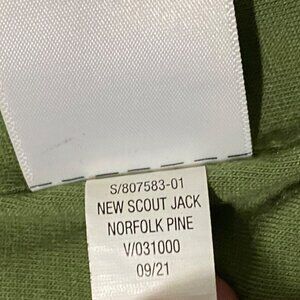 S/807583-01
NEW SCOUT JACK
NORFOLK PINE
V/031000
09/21